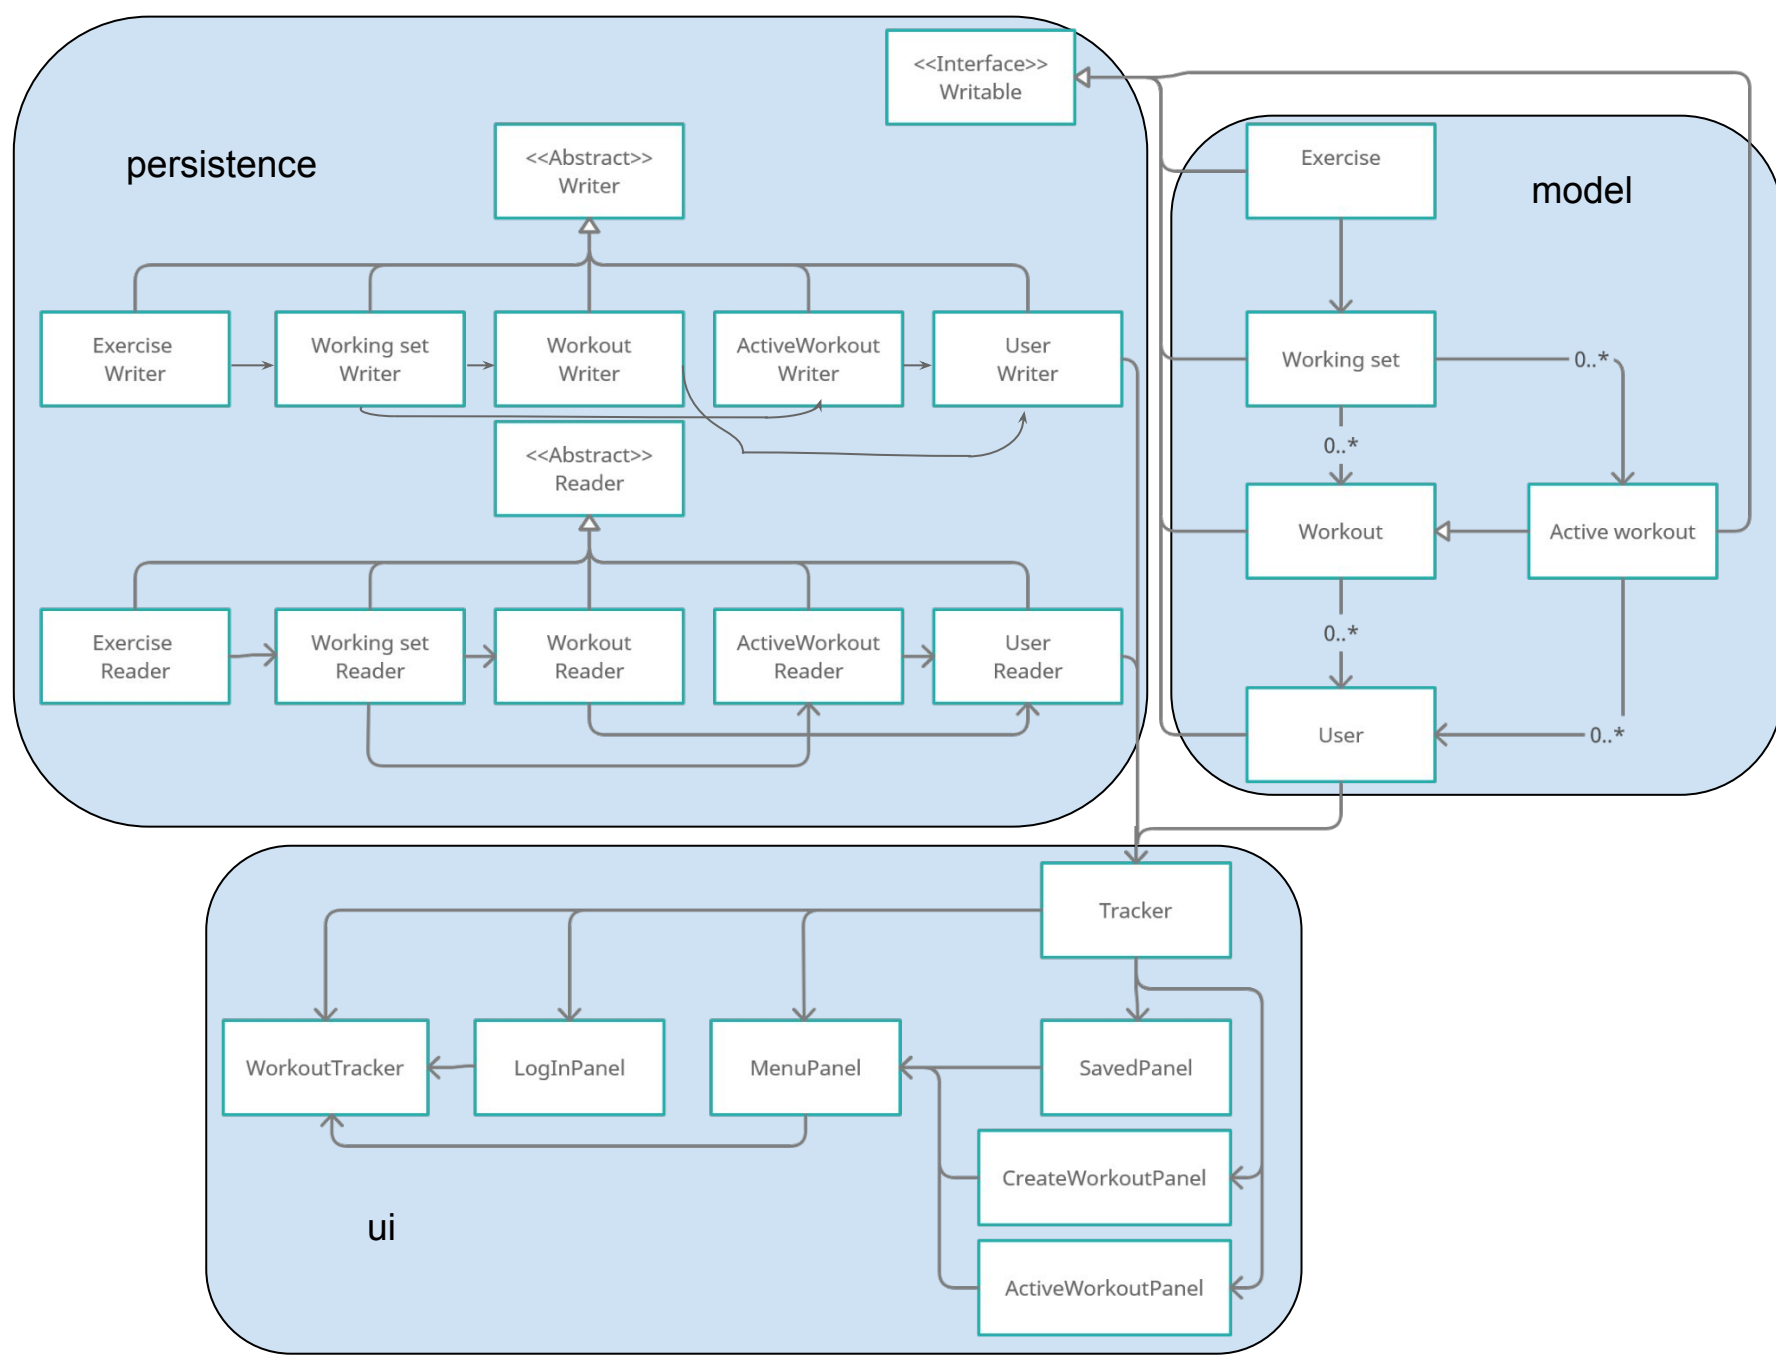 <<Interface>>
Writable
persistence
<<Abstract>>
Writer
Exercise
model
Exercise
Writer
Working set
Writer
Workout
Writer
ActiveWorkout
Writer
User
Writer
Working set
0..*
0..*
<<Abstract>>
Reader
Workout
Active workout
Exercise
Reader
Working set
Reader
Workout
Reader
ActiveWorkout
Reader
User
Reader
0..*
User
0..*
Tracker
WorkoutTracker
LogInPanel
MenuPanel
SavedPanel
CreateWorkoutPanel
ui
ActiveWorkoutPanel